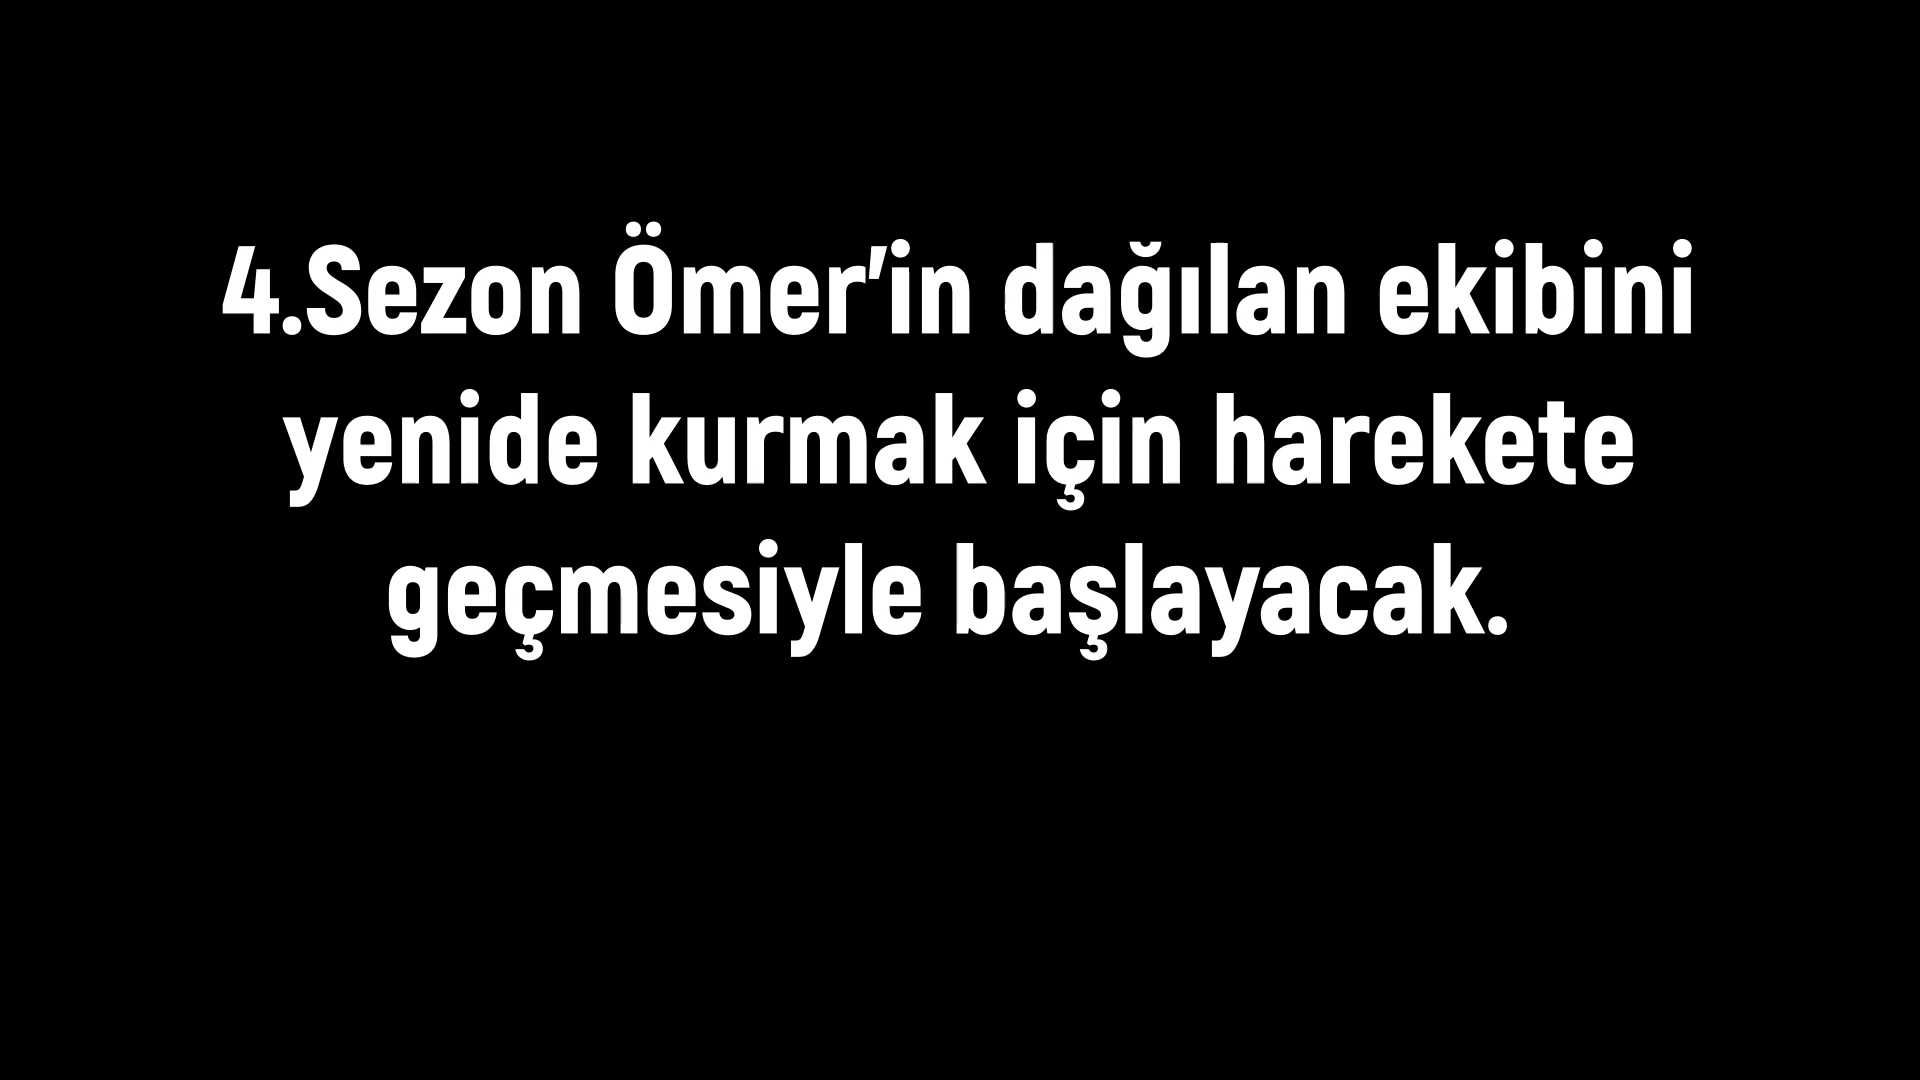 4.Sezon Ömer'in dağılan ekibini
yenide kurmak için harekete
geçmesiyle başlayacak.